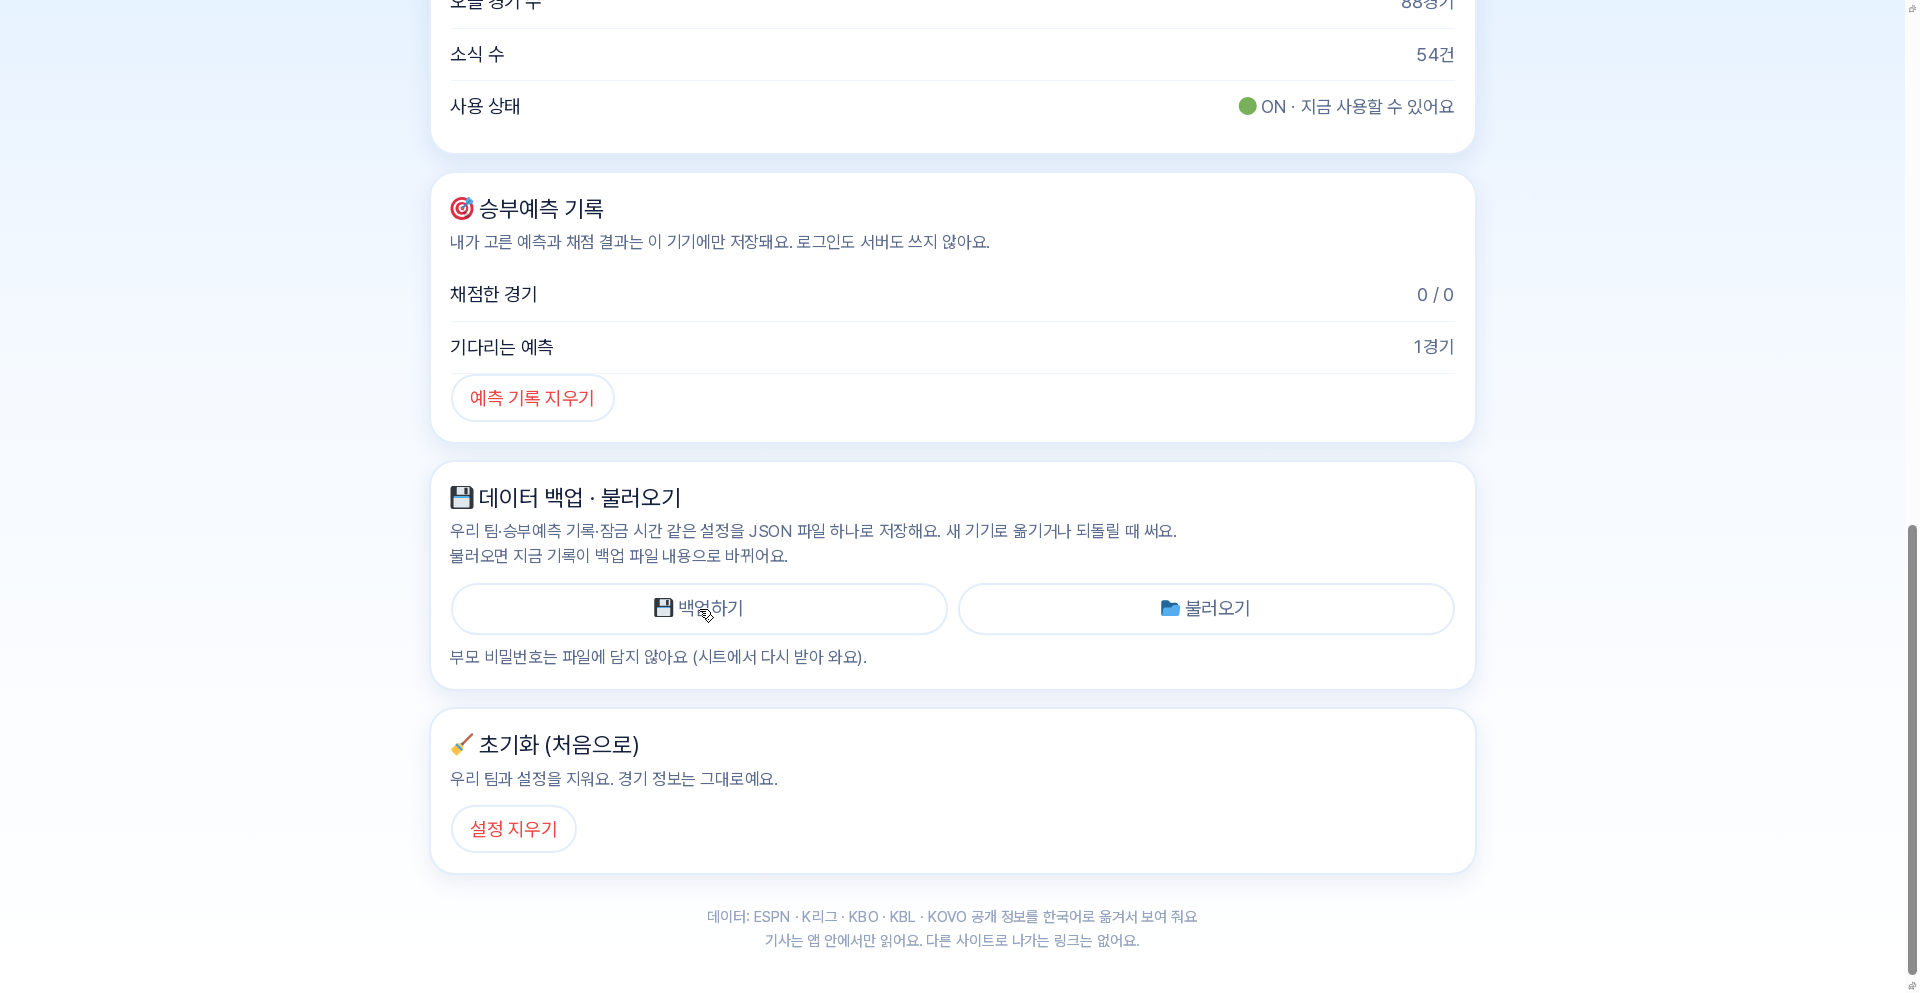 오늘 경기 수
88경기
소식 수
54건
사용 상태
ON · 지금 사용할 수 있어요
승부예측 기록
내가 고른 예측과 채점 결과는 이 기기에만 저장돼요. 로그인도 서버도 쓰지 않아요.
채점한 경기
0 / 0
기다리는 예측
1경기
예측 기록 지우기
데이터 백업 · 불러오기
우리 팀·승부예측 기록·잠금 시간 같은 설정을 JSON 파일 하나로 저장해요. 새 기기로 옮기거나 되돌릴 때 써요.
불러오면 지금 기록이 백업 파일 내용으로 바뀌어요.
백업하기
불러오기
부모 비밀번호는 파일에 담지 않아요 (시트에서 다시 받아 와요).
초기화 (처음으로)
우리 팀과 설정을 지워요. 경기 정보는 그대로예요.
설정 지우기
데이터: ESPN · K리그 · KBO · KBL · KOVO 공개 정보를 한국어로 옮겨서 보여 줘요
기사는 앱 안에서만 읽어요. 다른 사이트로 나가는 링크는 없어요.